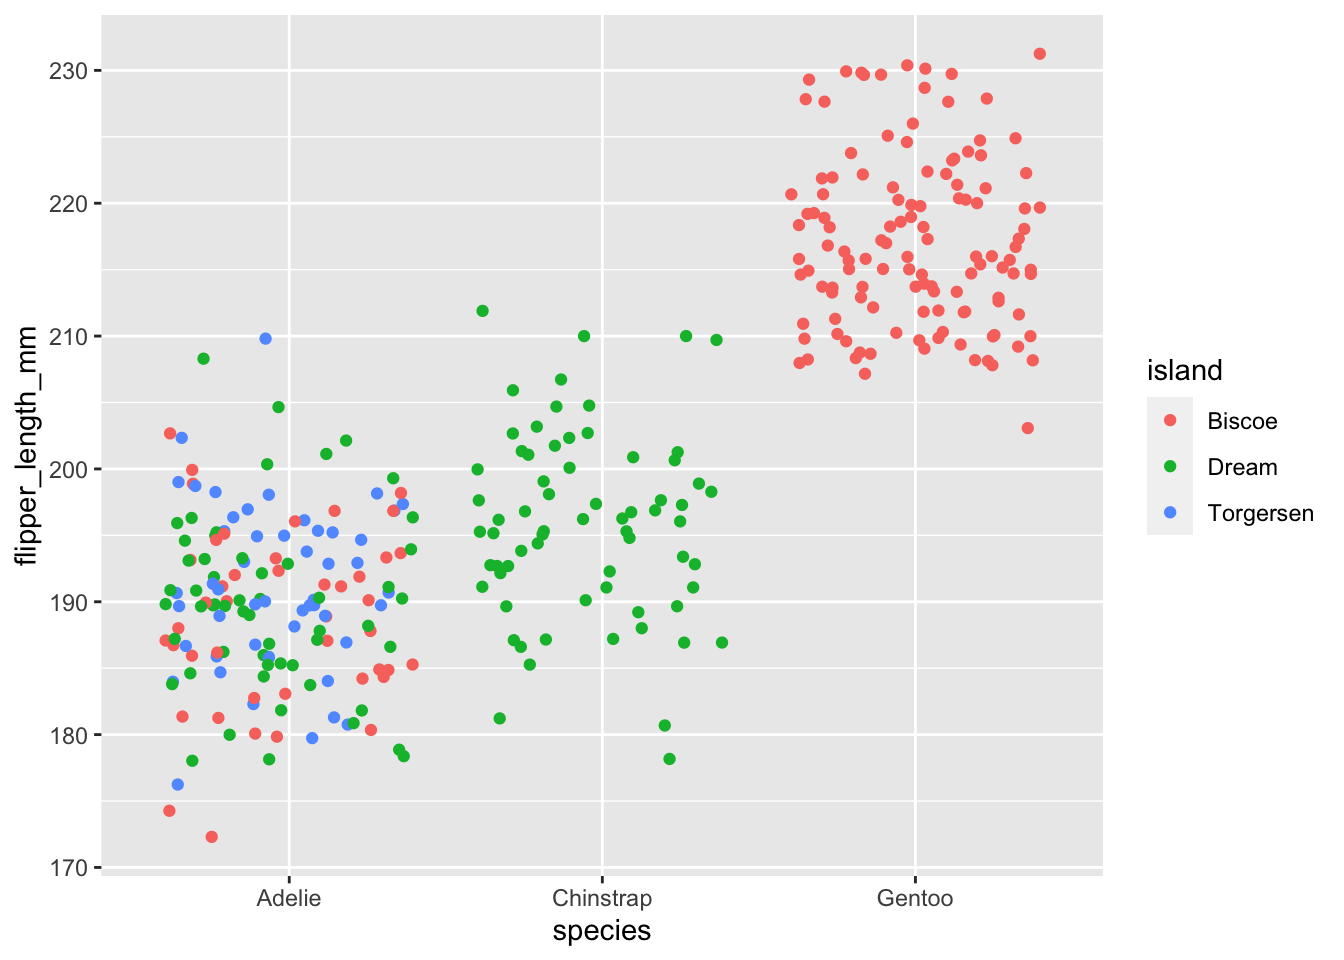 230
220
210
200
190
180
170
flipper_length_mm
Adelie
Chinstrap
Gentoo
species
island
Biscoe
Dream
Torgersen